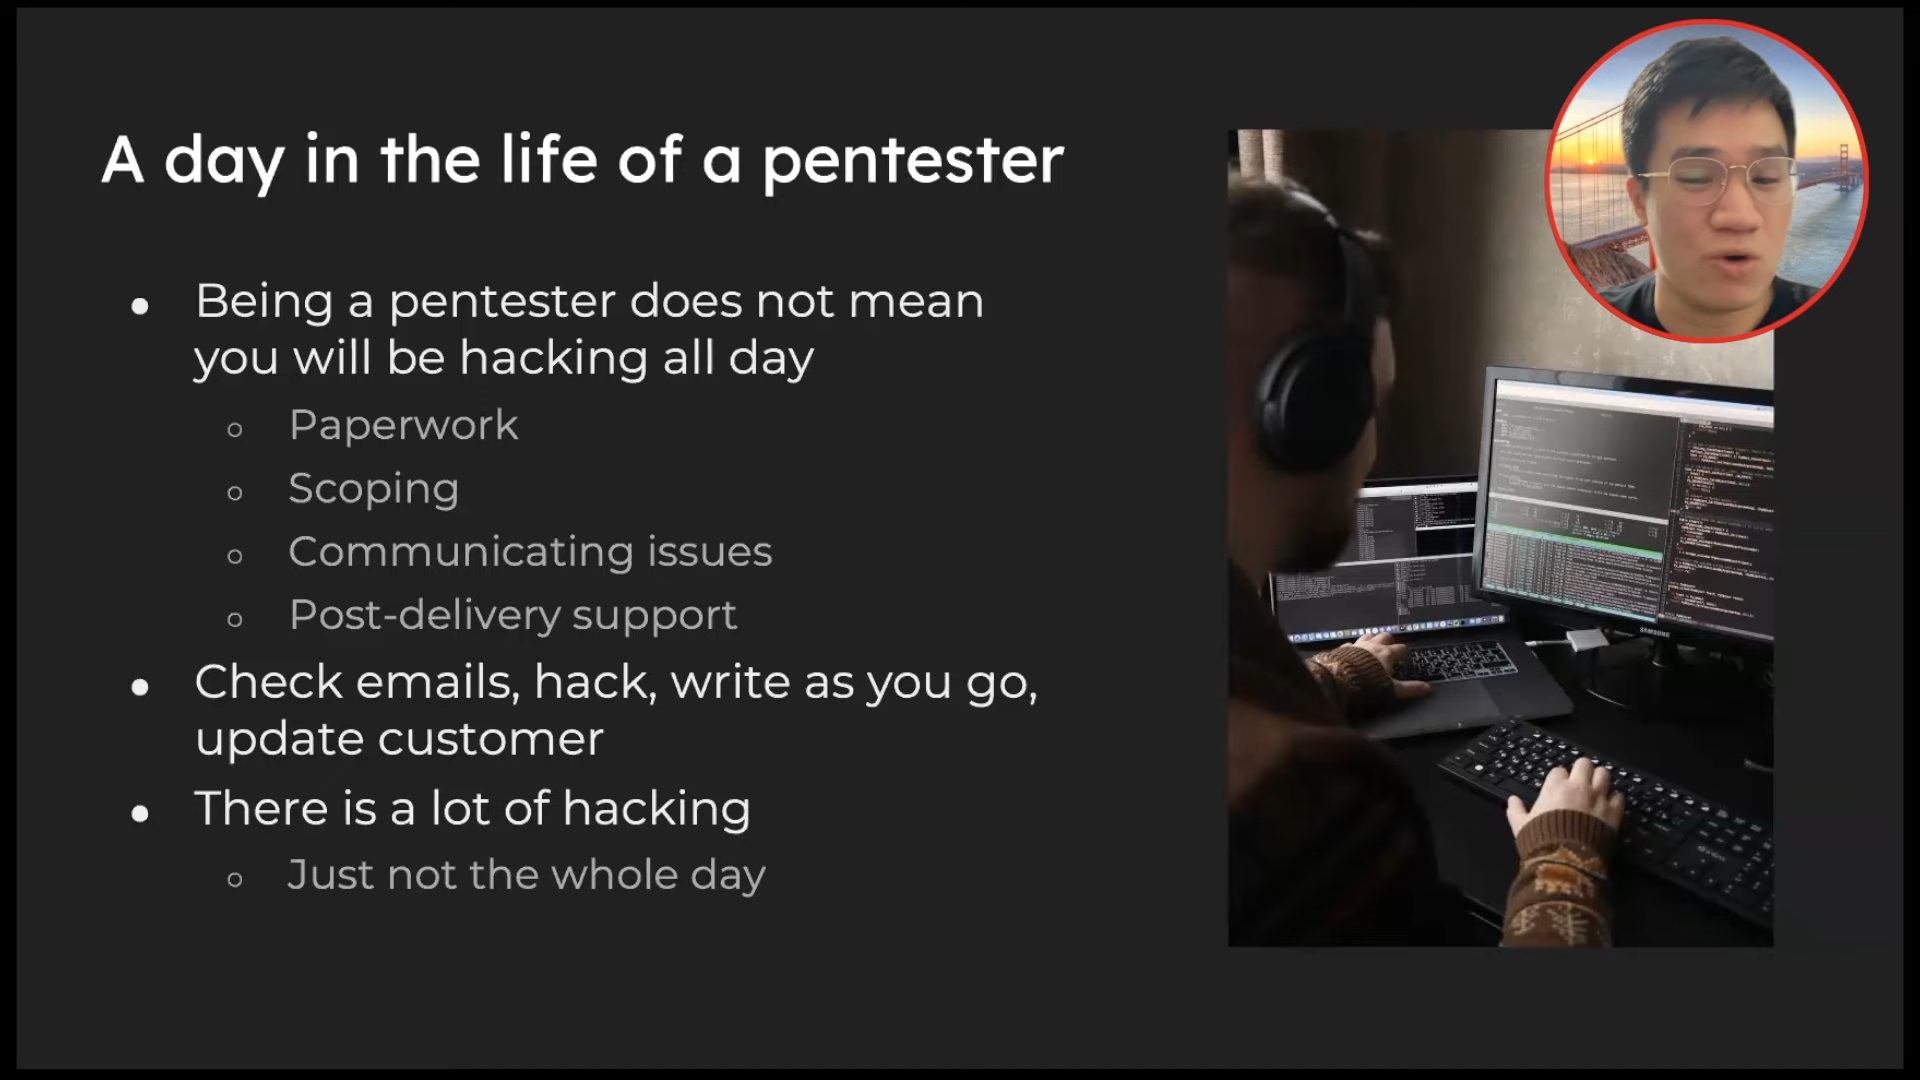 A day in the life of a pentester
Being a pentester does not mean
you will be hacking all day
Paperwork
Scoping
Communicating issues
Post-delivery support
Check emails, hack, write as you go,
update customer
There is a lot of hacking
Just not the whole day
SAMSUNG